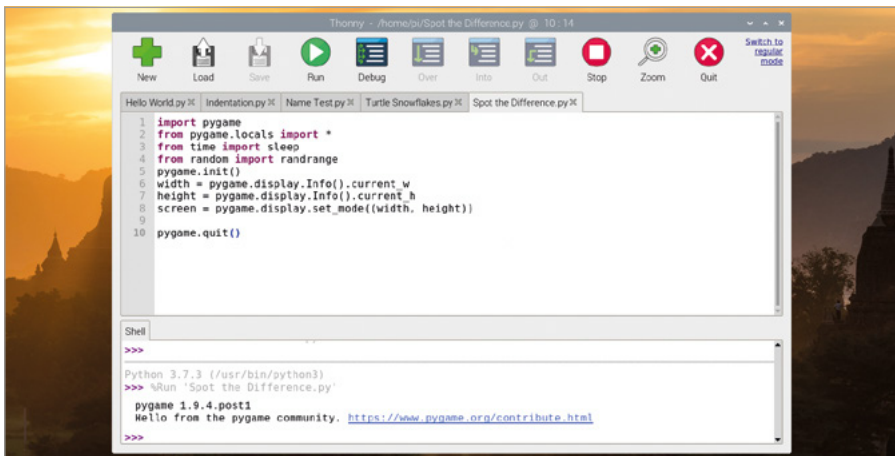 Thonny - /home/pi/Spot the Difference.py @ 10:14
New Load Save Run Debug Over Into Out Stop Zoom Quit
Switch to
regular
mode
Hello World.py Indentation.py Name Test.py Turtle Snowflakes.py Spot the Difference.py
1 import pygame
2 from pygame.locals import *
3 from time import sleep
4 from random import randrange
5 pygame.init()
6 width = pygame.display.Info().current_w
7 height = pygame.display.Info().current_h
8 screen = pygame.display.set_mode((width, height))
9
10 pygame.quit()
Shell
>>>
Python 3.7.3 (/usr/bin/python3)
>>> %Run 'Spot the Difference.py'
pygame 1.9.4.post1
Hello from the pygame community. https://www.pygame.org/contribute.html
>>>